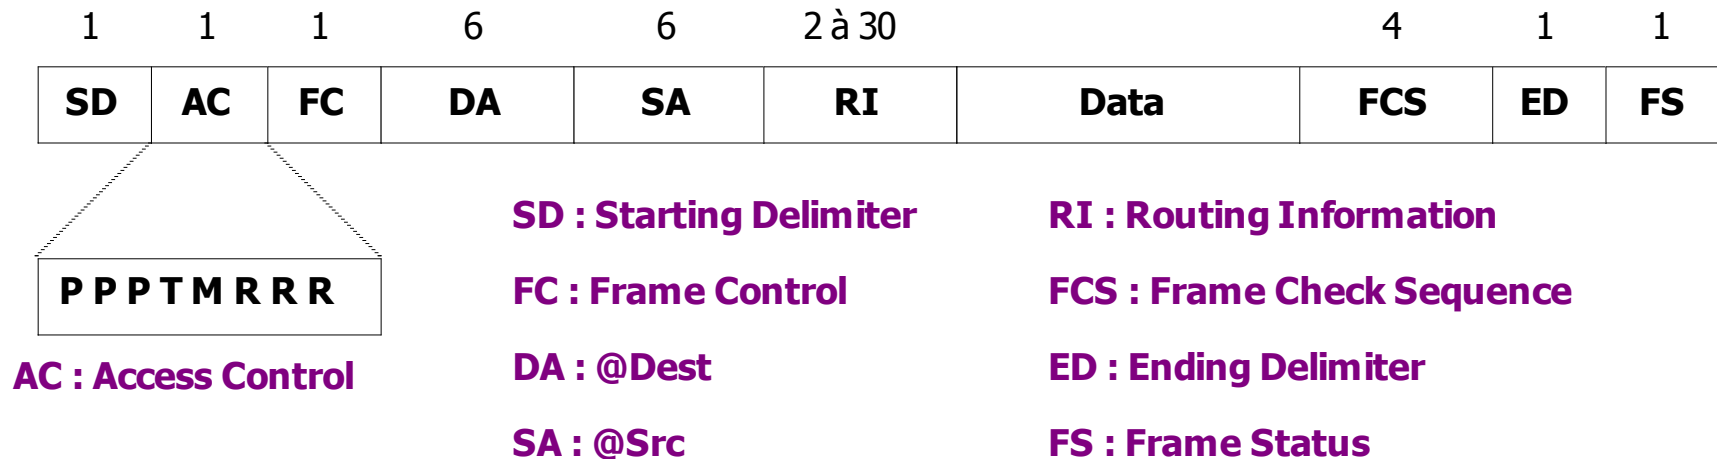 1 1 1 6 6 2 à 30 4 1 1
SD AC FC DA SA RI Data FCS ED FS
SD : Starting Delimiter RI : Routing Information
P P P T M R R R FC : Frame Control FCS : Frame Check Sequence
AC : Access Control DA : @Dest ED : Ending Delimiter
SA : @Src FS : Frame Status